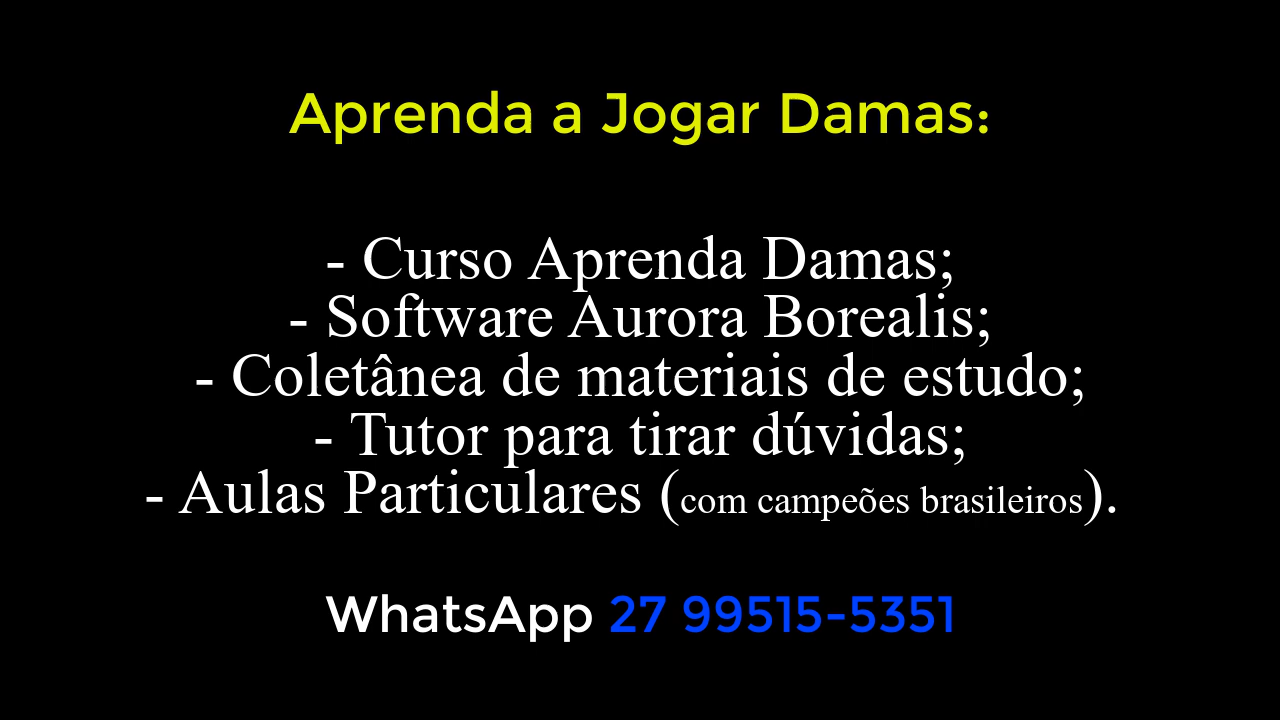 Aprenda a Jogar Damas:
- Curso Aprenda Damas;
- Software Aurora Borealis;
- Coletânea de materiais de estudo;
- Tutor para tirar dúvidas;
- Aulas Particulares (com campeões brasileiros).
WhatsApp 27 99515-5351